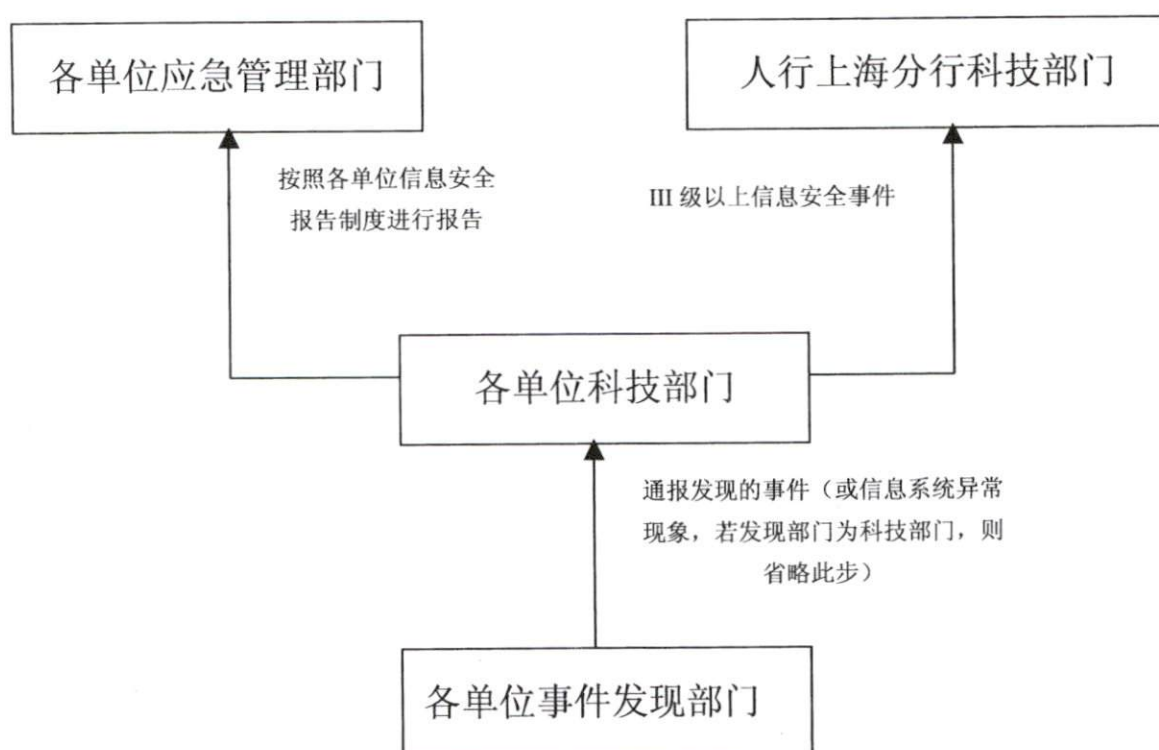 各单位应急管理部门
人行上海分行科技部门
按照各单位信息安全
报告制度进行报告
III 级以上信息安全事件
各单位科技部门
通报发现的事件（或信息系统异常
现象，若发现部门为科技部门，则
省略此步）
各单位事件发现部门